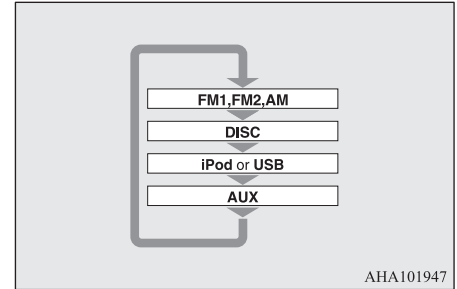 FM1,FM2,AM
DISC
iPod or USB
AUX
AHA101947